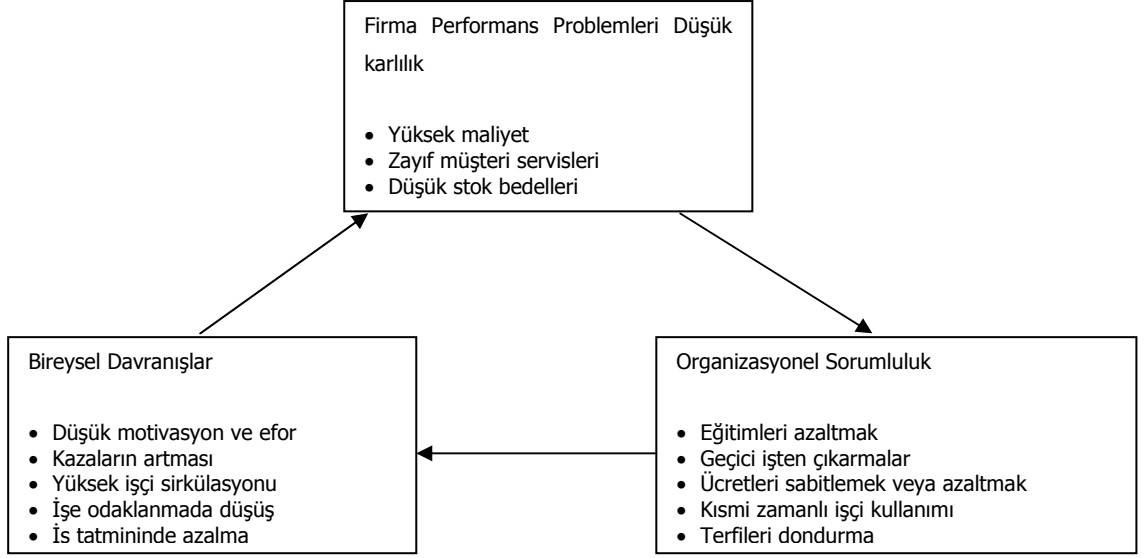 Firma Performans Problemleri Düşük
karlılık
• Yüksek maliyet
• Zayıf müşteri servisleri
• Düşük stok bedelleri
Bireysel Davranışlar
• Düşük motivasyon ve efor
• Kazaların artması
• Yüksek işçi sirkülasyonu
• İşe odaklanmada düşüş
• İs tatmininde azalma
Organizasyonel Sorumluluk
• Eğitimleri azaltmak
• Geçici işten çıkarmalar
• Ücretleri sabitlemek veya azaltmak
• Kısmi zamanlı işçi kullanımı
• Terfileri dondurma